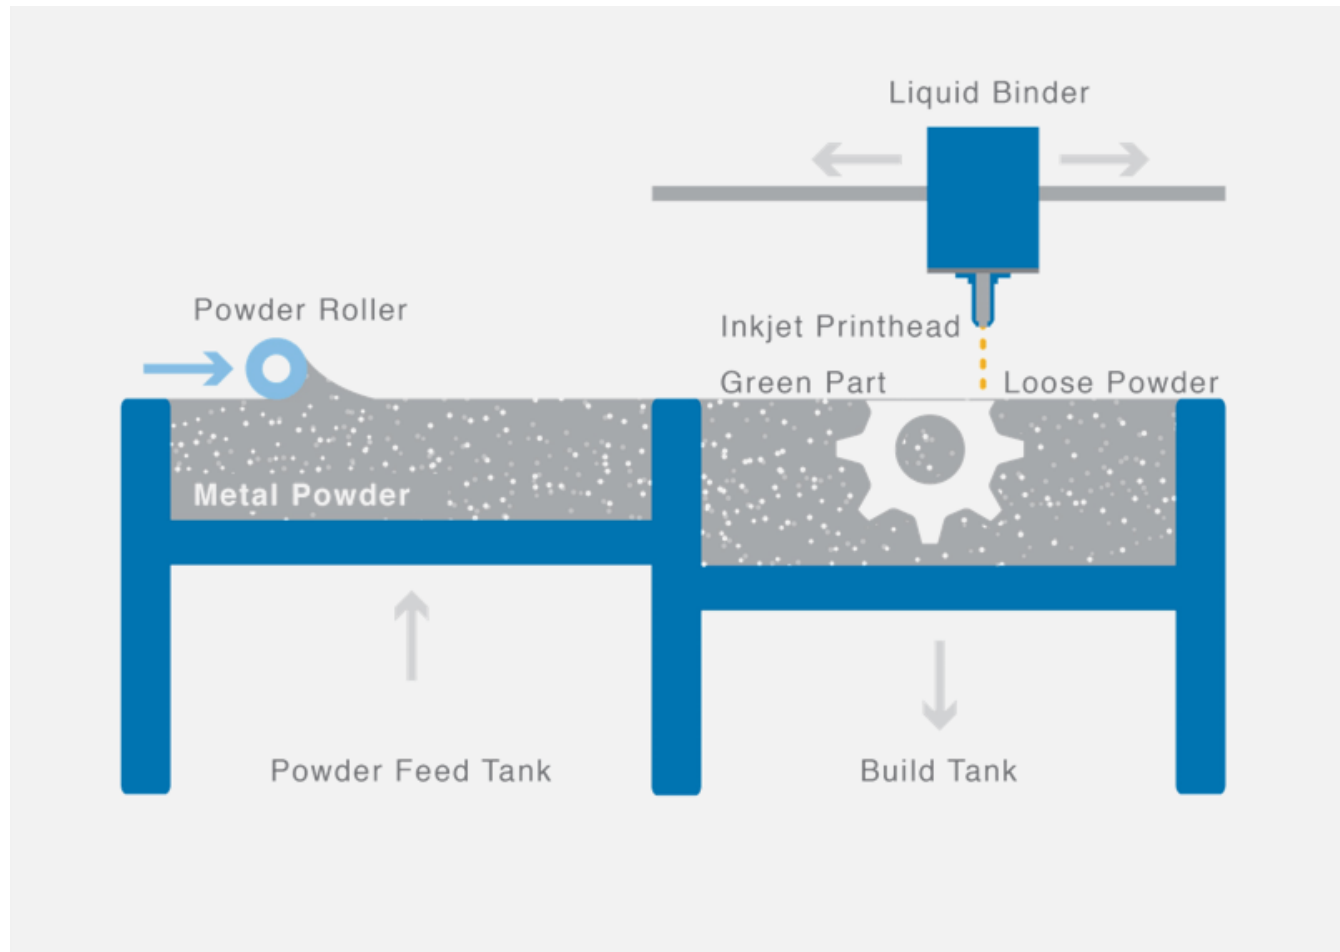 Liquid Binder
Powder Roller
Inkjet Printhead
Green Part
Loose Powder
Metal Powder
Powder Feed Tank
Build Tank